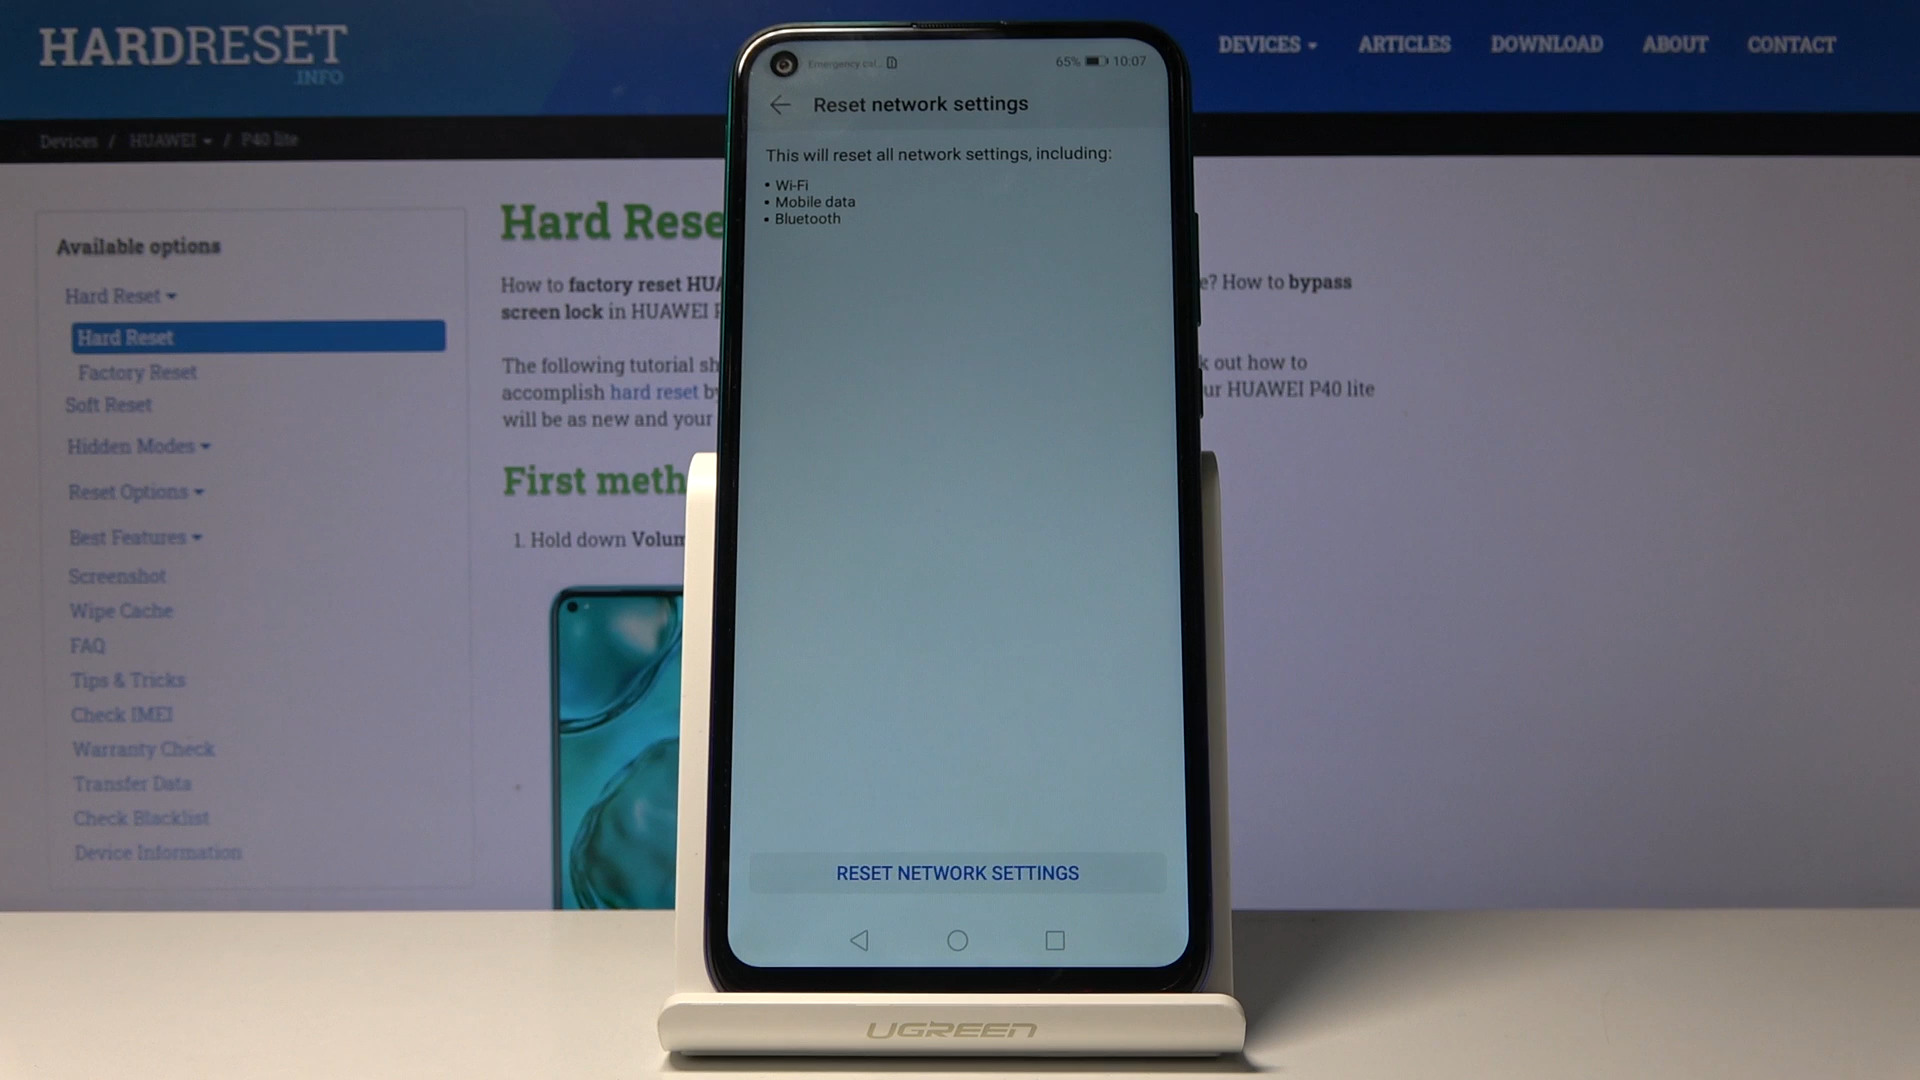 HARDRESET
.INFO
DEVICES
ARTICLES
DOWNLOAD
ABOUT
CONTACT
Devices / HUAWEI / P40 lite
Available options
Hard Reset
Hard Reset
Factory Reset
Soft Reset
Hidden Modes
Reset Options
Best Features
Screenshot
Wipe Cache
FAQ
Tips & Tricks
Check IMEI
Warranty Check
Transfer Data
Check Blacklist
Device Information
Hard Rese
How to factory reset HUA
screen lock in HUAWEI P
The following tutorial sh
accomplish hard reset by
will be as new and your
First meth
1. Hold down Volum
e? How to bypass
k out how to
ur HUAWEI P40 lite
Emergency cal...
65% 10:07
Reset network settings
This will reset all network settings, including:
• Wi-Fi
• Mobile data
• Bluetooth
RESET NETWORK SETTINGS
UGREEN